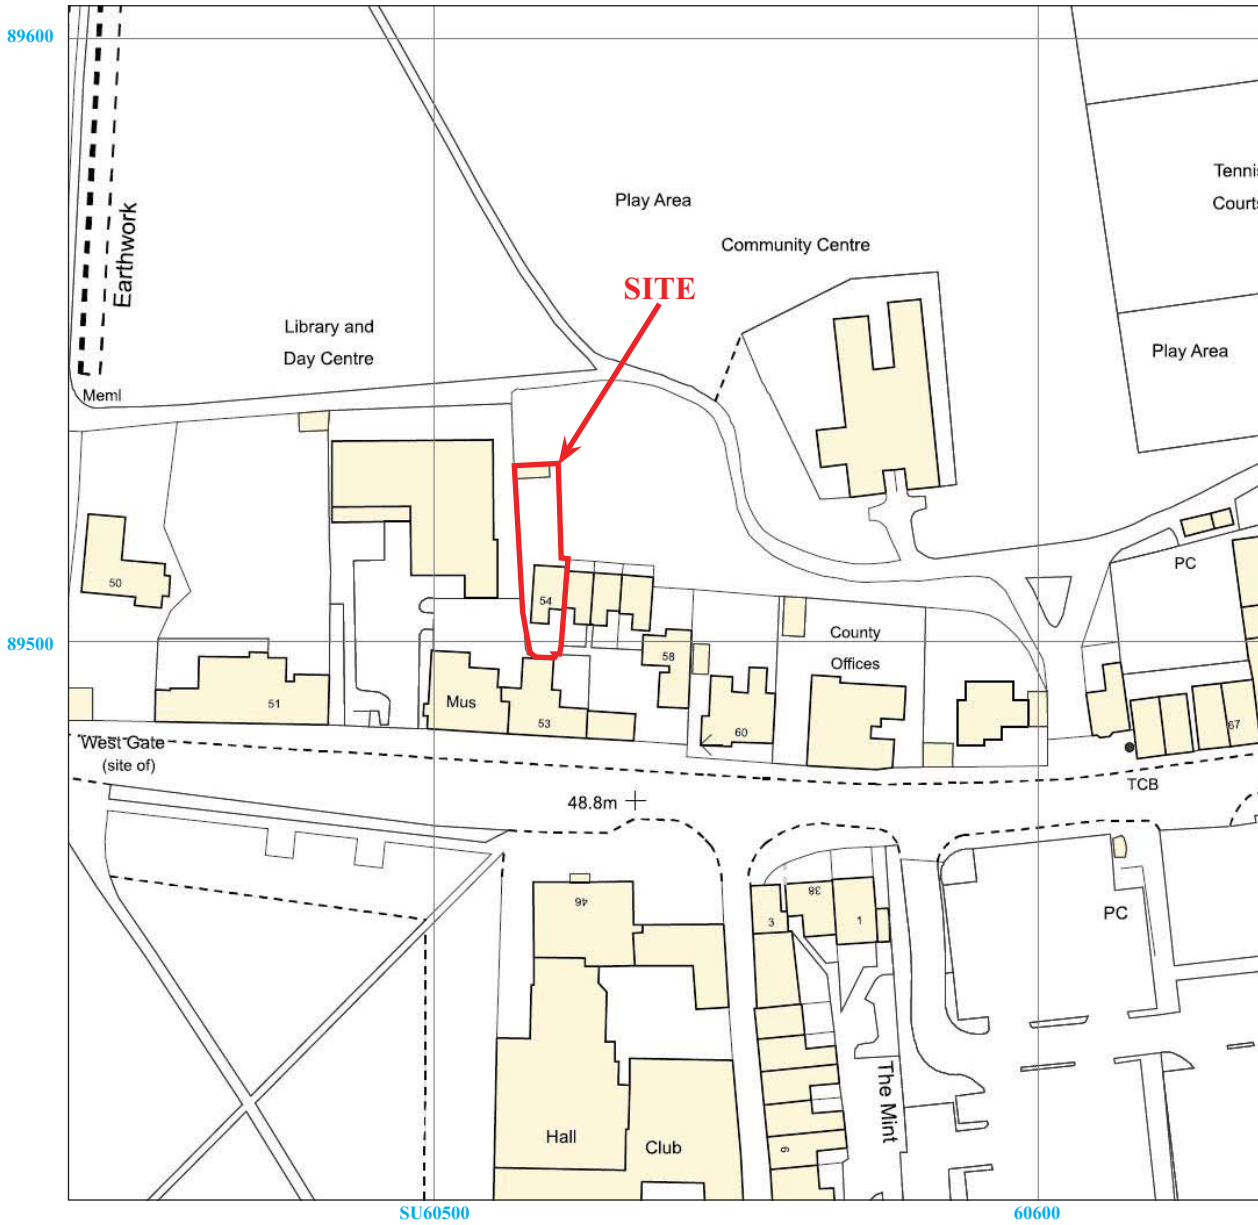 89600
Earthwork
Play Area
Tennis
Courts
Community Centre
SITE
Library and
Day Centre
Play Area
Meml
50
54
PC
89500
County
Offices
58
51
Mus
53
60
67
West Gate
(site of)
TCB
48.8m
46
3
38
1
PC
The Mint
Hall
Club
6
SU60500
60600